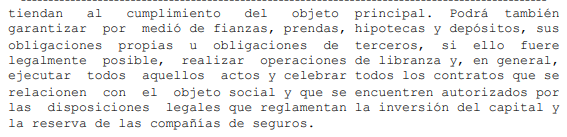 tiendan al cumplimiento del objeto principal. Podrá también
garantizar por medió de fianzas, prendas, hipotecas y depósitos, sus
obligaciones propias u obligaciones de terceros, si ello fuere
legalmente posible, realizar operaciones de libranza y, en general,
ejecutar todos aquellos actos y celebrar todos los contratos que se
relacionen con el objeto social y que se encuentren autorizados por
las disposiciones legales que reglamentan la inversión del capital y
la reserva de las compañías de seguros.